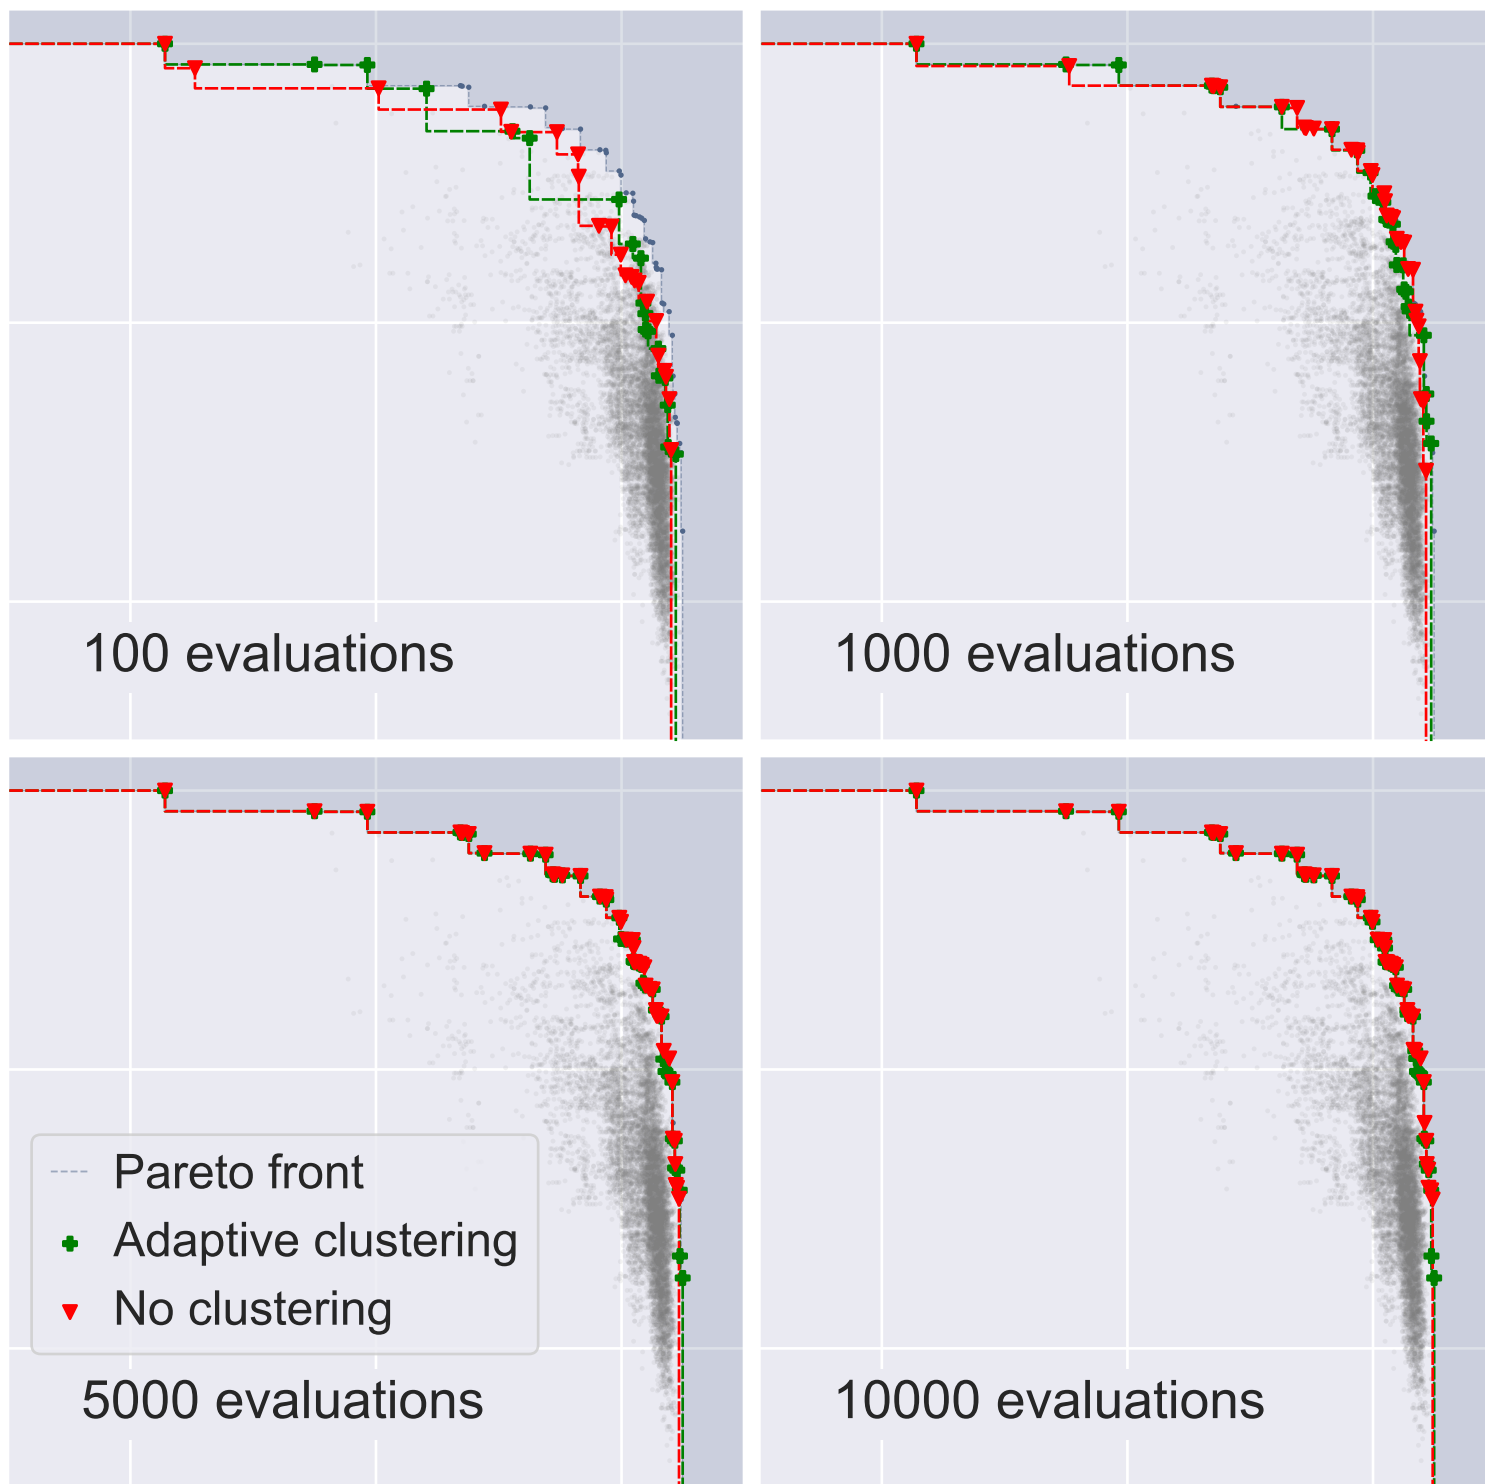 100 evaluations
1000 evaluations
Pareto front
Adaptive clustering
No clustering
5000 evaluations
10000 evaluations